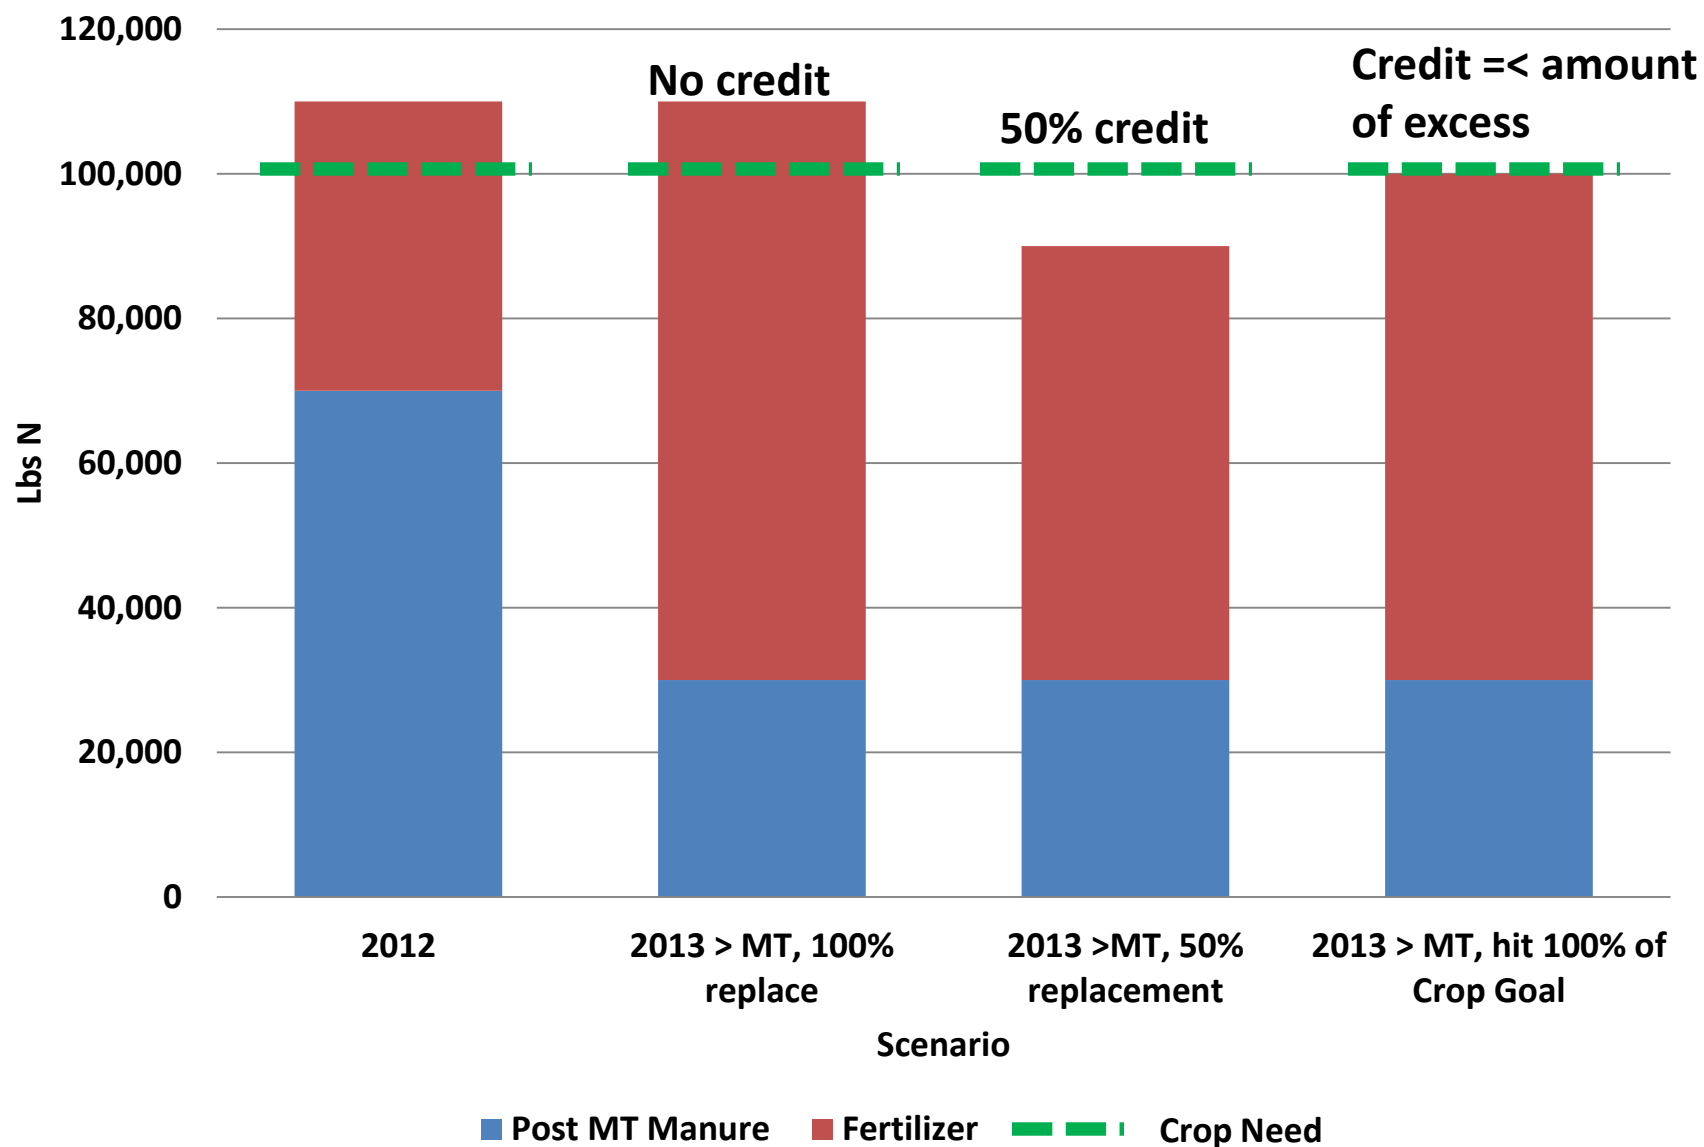 120,000
100,000
80,000
60,000
40,000
20,000
0
Lbs N
No credit
50% credit
Credit =< amount
of excess
2012
2013 > MT, 100%
replace
2013 >MT, 50%
replacement
2013 > MT, hit 100% of
Crop Goal
Scenario
Post MT Manure
Fertilizer
Crop Need